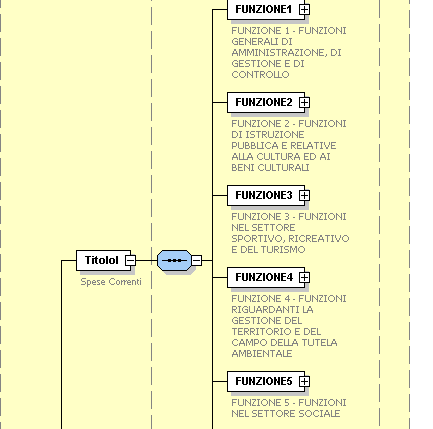 FUNZIONE1
FUNZIONE 1 - FUNZIONI
GENERALI DI
AMMINISTRAZIONE, DI
GESTIONE E DI
CONTROLLO
FUNZIONE2
FUNZIONE 2 - FUNZIONI
DI ISTRUZIONE
PUBBLICA E RELATIVE
ALLA CULTURA ED AI
BENI CULTURALI
FUNZIONE3
FUNZIONE 3 - FUNZIONI
NEL SETTORE
SPORTIVO, RICREATIVO
E DEL TURISMO
TitoloI
Spese Correnti
FUNZIONE4
FUNZIONE 4 - FUNZIONI
RIGUARDANTI LA
GESTIONE DEL
TERRITORIO E DEL
CAMPO DELLA TUTELA
AMBIENTALE
FUNZIONE5
FUNZIONE 5 - FUNZIONI
NEL SETTORE SOCIALE